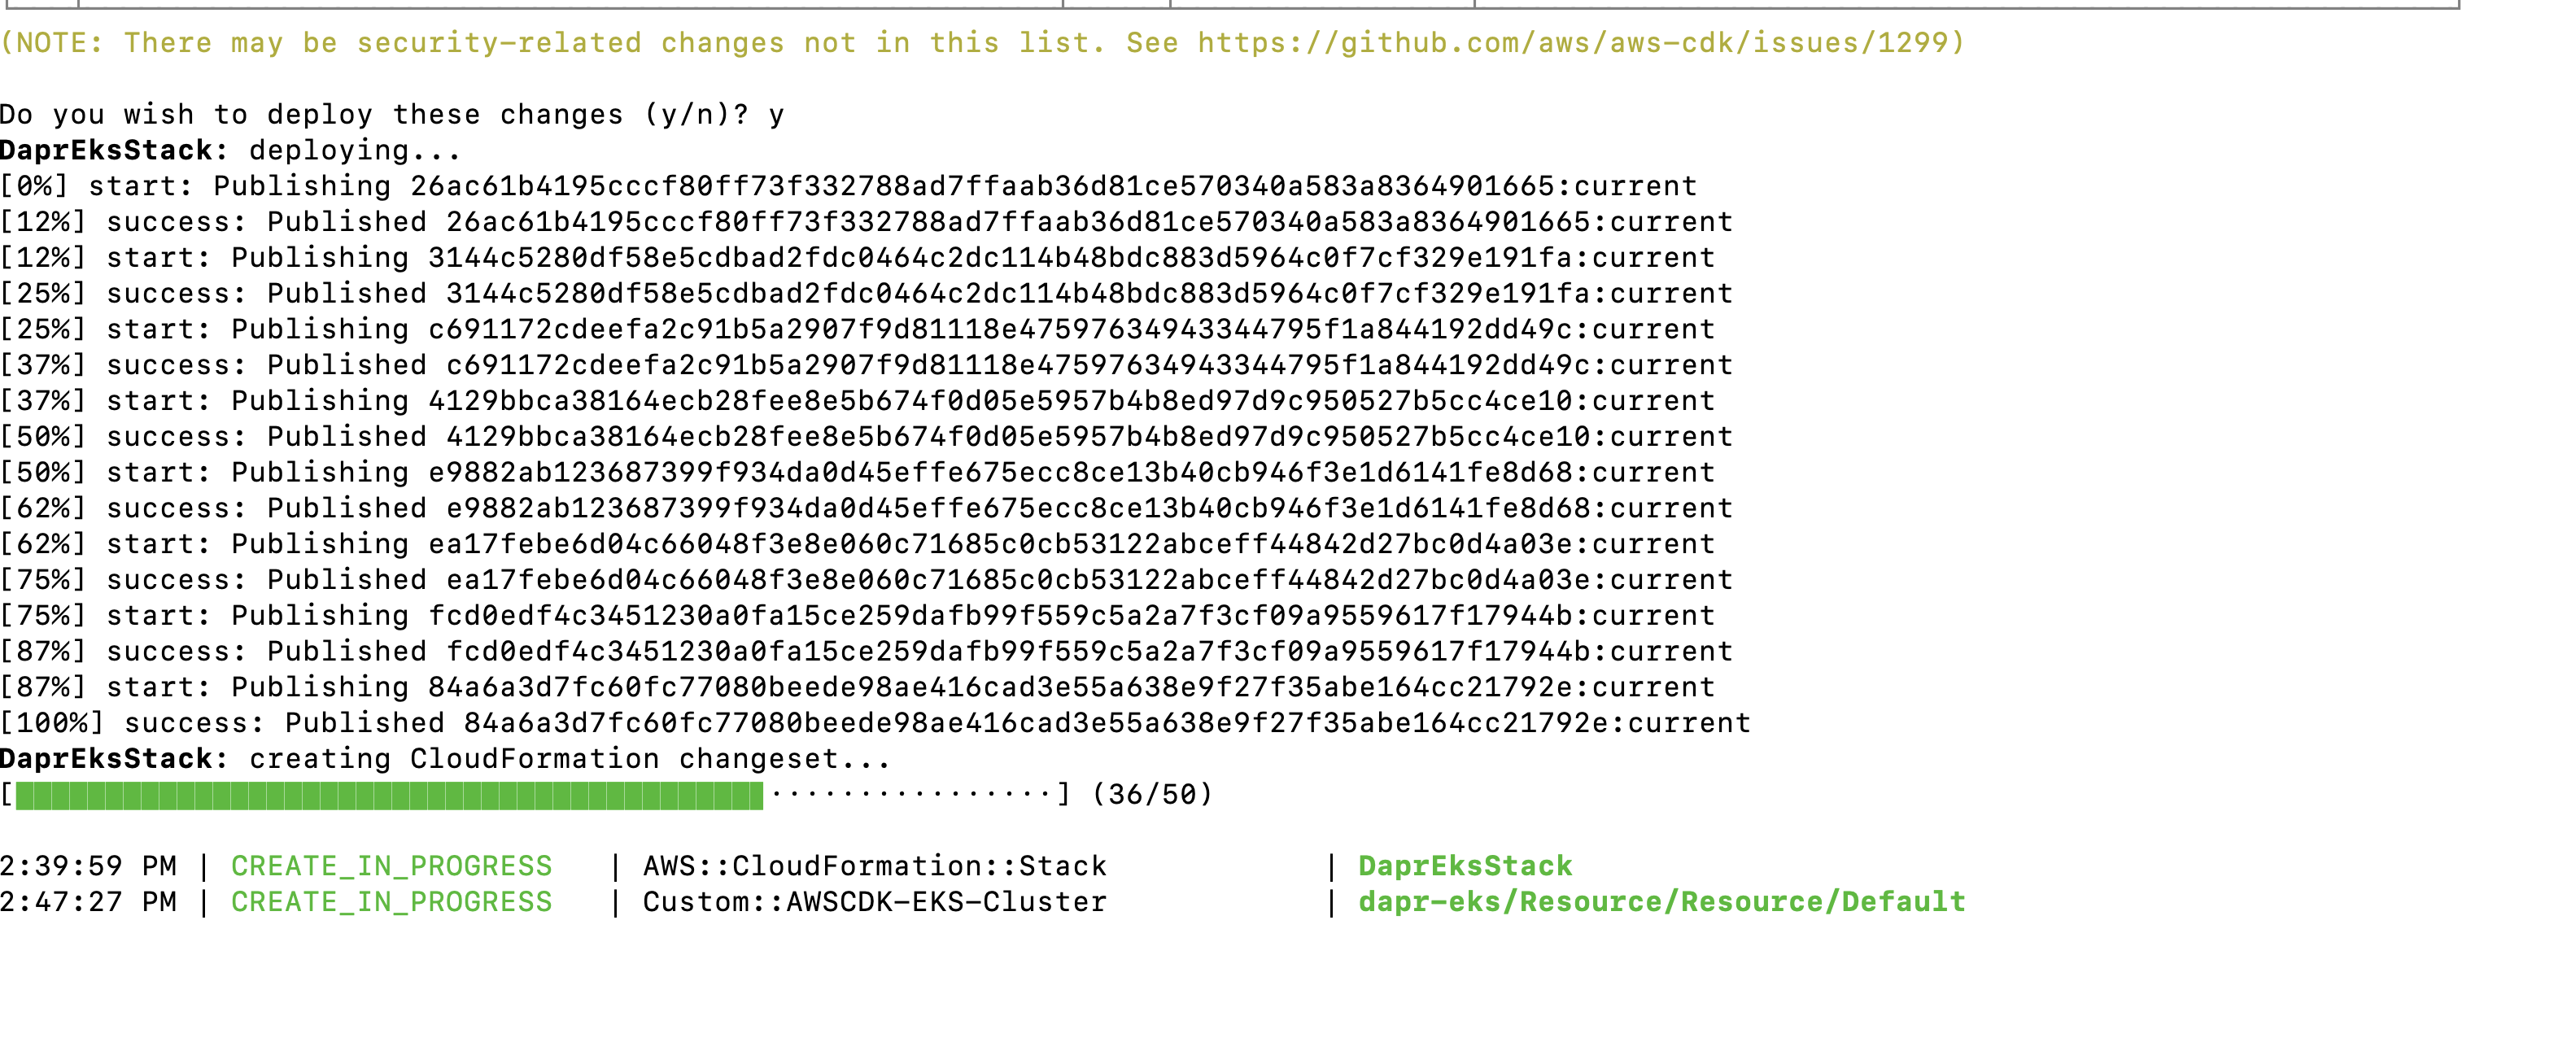 (NOTE: There may be security-related changes not in this list. See https://github.com/aws/aws-cdk/issues/1299)
Do you wish to deploy these changes (y/n)? y
DaprEksStack: deploying...
[0%] start: Publishing 26ac61b4195cccf80ff73f332788ad7ffaab36d81ce570340a583a8364901665:current
[12%] success: Published 26ac61b4195cccf80ff73f332788ad7ffaab36d81ce570340a583a8364901665:current
[12%] start: Publishing 3144c5280df58e5cdbad2fdc0464c2dc114b48bdc883d5964c0f7cf329e191fa:current
[25%] success: Published 3144c5280df58e5cdbad2fdc0464c2dc114b48bdc883d5964c0f7cf329e191fa:current
[25%] start: Publishing c691172cdeefa2c91b5a2907f9d81118e47597634943344795f1a844192dd49c:current
[37%] success: Published c691172cdeefa2c91b5a2907f9d81118e47597634943344795f1a844192dd49c:current
[37%] start: Publishing 4129bbca38164ecb28fee8e5b674f0d05e5957b4b8ed97d9c950527b5cc4ce10:current
[50%] success: Published 4129bbca38164ecb28fee8e5b674f0d05e5957b4b8ed97d9c950527b5cc4ce10:current
[50%] start: Publishing e9882ab123687399f934da0d45effe675ecc8ce13b40cb946f3e1d6141fe8d68:current
[62%] success: Published e9882ab123687399f934da0d45effe675ecc8ce13b40cb946f3e1d6141fe8d68:current
[62%] start: Publishing ea17febe6d04c66048f3e8e060c71685c0cb53122abceff44842d27bc0d4a03e:current
[75%] success: Published ea17febe6d04c66048f3e8e060c71685c0cb53122abceff44842d27bc0d4a03e:current
[75%] start: Publishing fcd0edf4c3451230a0fa15ce259dafb99f559c5a2a7f3cf09a9559617f17944b:current
[87%] success: Published fcd0edf4c3451230a0fa15ce259dafb99f559c5a2a7f3cf09a9559617f17944b:current
[87%] start: Publishing 84a6a3d7fc60fc77080beede98ae416cad3e55a638e9f27f35abe164cc21792e:current
[100%] success: Published 84a6a3d7fc60fc77080beede98ae416cad3e55a638e9f27f35abe164cc21792e:current
DaprEksStack: creating CloudFormation changeset...
[██████████████████████████████████████████················] (36/50)
2:39:59 PM | CREATE_IN_PROGRESS | AWS::CloudFormation::Stack | DaprEksStack
2:47:27 PM | CREATE_IN_PROGRESS | Custom::AWSCDK-EKS-Cluster | dapr-eks/Resource/Resource/Default